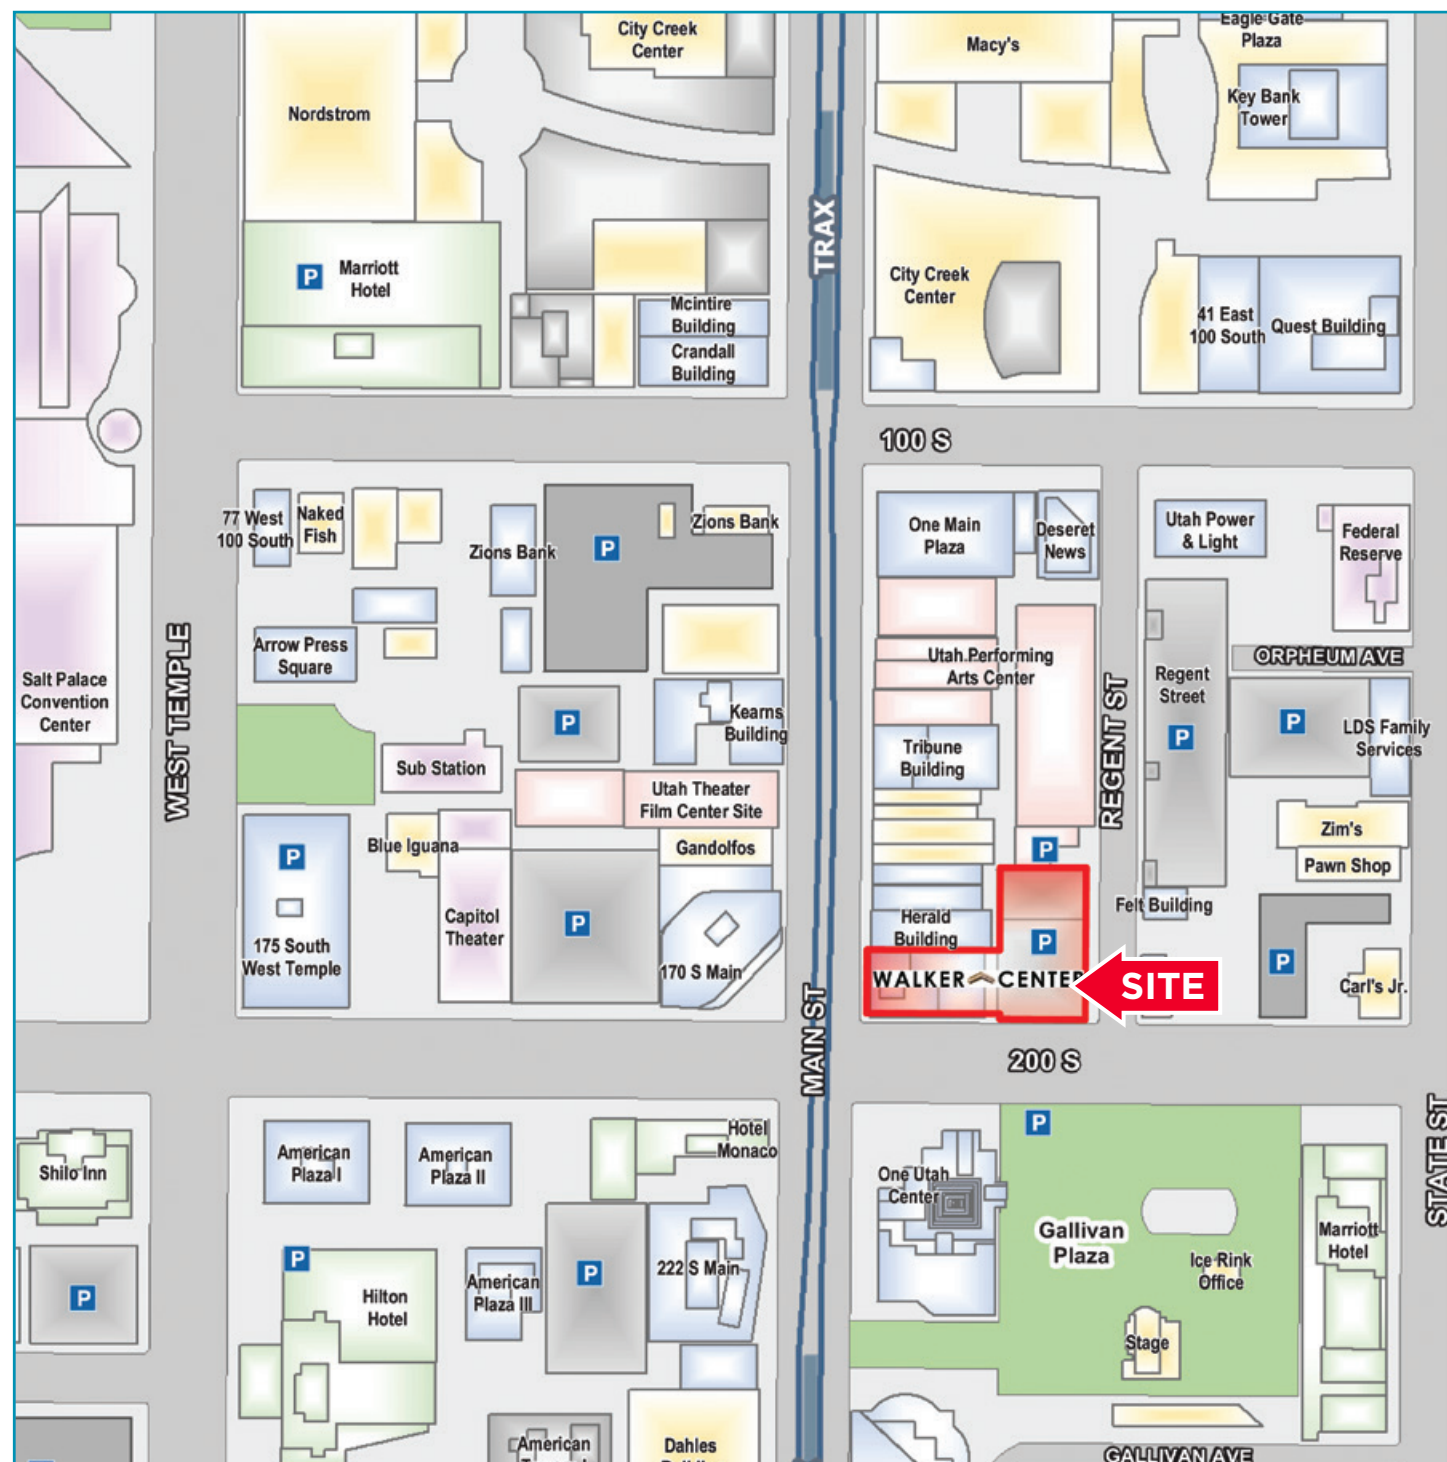 City Creek
Center
Macy's
Eagle Gate
Plaza
Key Bank
Tower
Nordstrom
TRAX
P
Marriott
Hotel
Mcintire
Building
Crandall
Building
City Creek
Center
41 East
100 South
Quest Building
100 S
77 West
100 South
Naked
Fish
Zions Bank
P
Zions Bank
One Main
Plaza
Deseret
News
Utah Power
& Light
Federal
Reserve
Arrow Press
Square
WEST TEMPLE
Salt Palace
Convention
Center
P
Kearns
Building
Utah Performing
Arts Center
REGENT ST
Regent
Street
P
ORPHEUM AVE
P
LDS Family
Services
Sub Station
Tribune
Building
Utah Theater
Film Center Site
Zim's
Pawn Shop
P
Blue Iguana
Gandolfos
P
175 South
West Temple
Capitol
Theater
P
170 S Main
Herald
Building
P
Felt Building
P
Carl's Jr.
WALKER CENTER
SITE
MAIN ST
200 S
STATE ST
Shilo Inn
American
Plaza I
American
Plaza II
Hotel
Monaco
P
One Utah
Center
Gallivan
Plaza
Ice Rink
Office
Marriott
Hotel
P
P
Hilton
Hotel
American
Plaza III
P
222 S Main
Stage
American
Dahles
GALLIVAN AVE